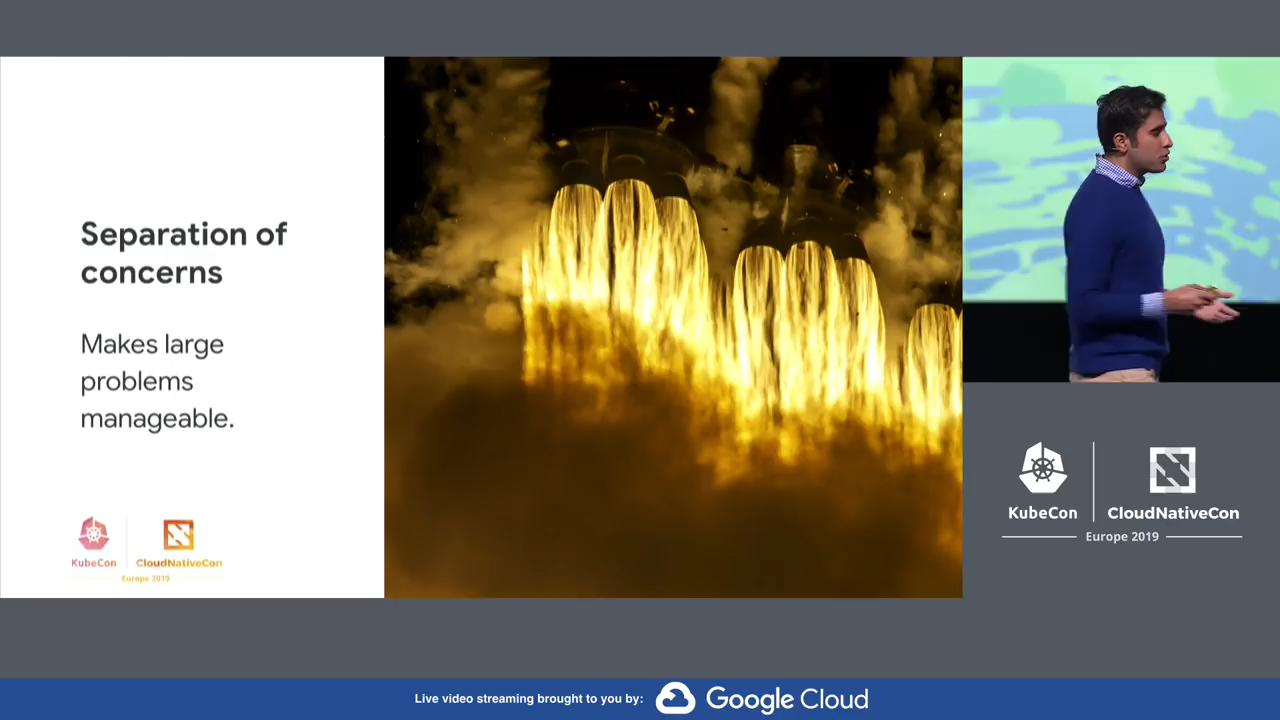 Separation of
concerns
Makes large
problems
manageable.
KubeCon
CloudNativeCon
Europe 2019
KubeCon
CloudNativeCon
Europe 2019
Live video streaming brought to you by:
Google Cloud